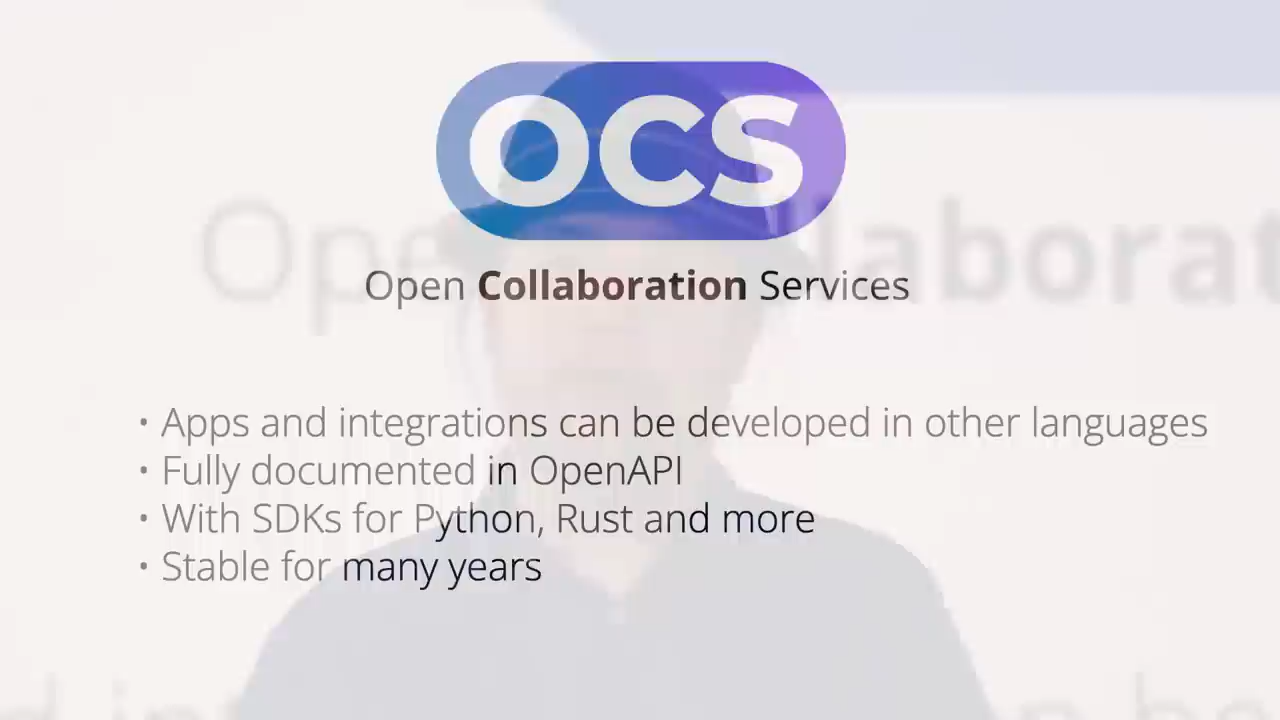 OCS
Open Collaboration Services
• Apps and integrations can be developed in other languages
• Fully documented in OpenAPI
• With SDKs for Python, Rust and more
• Stable for many years